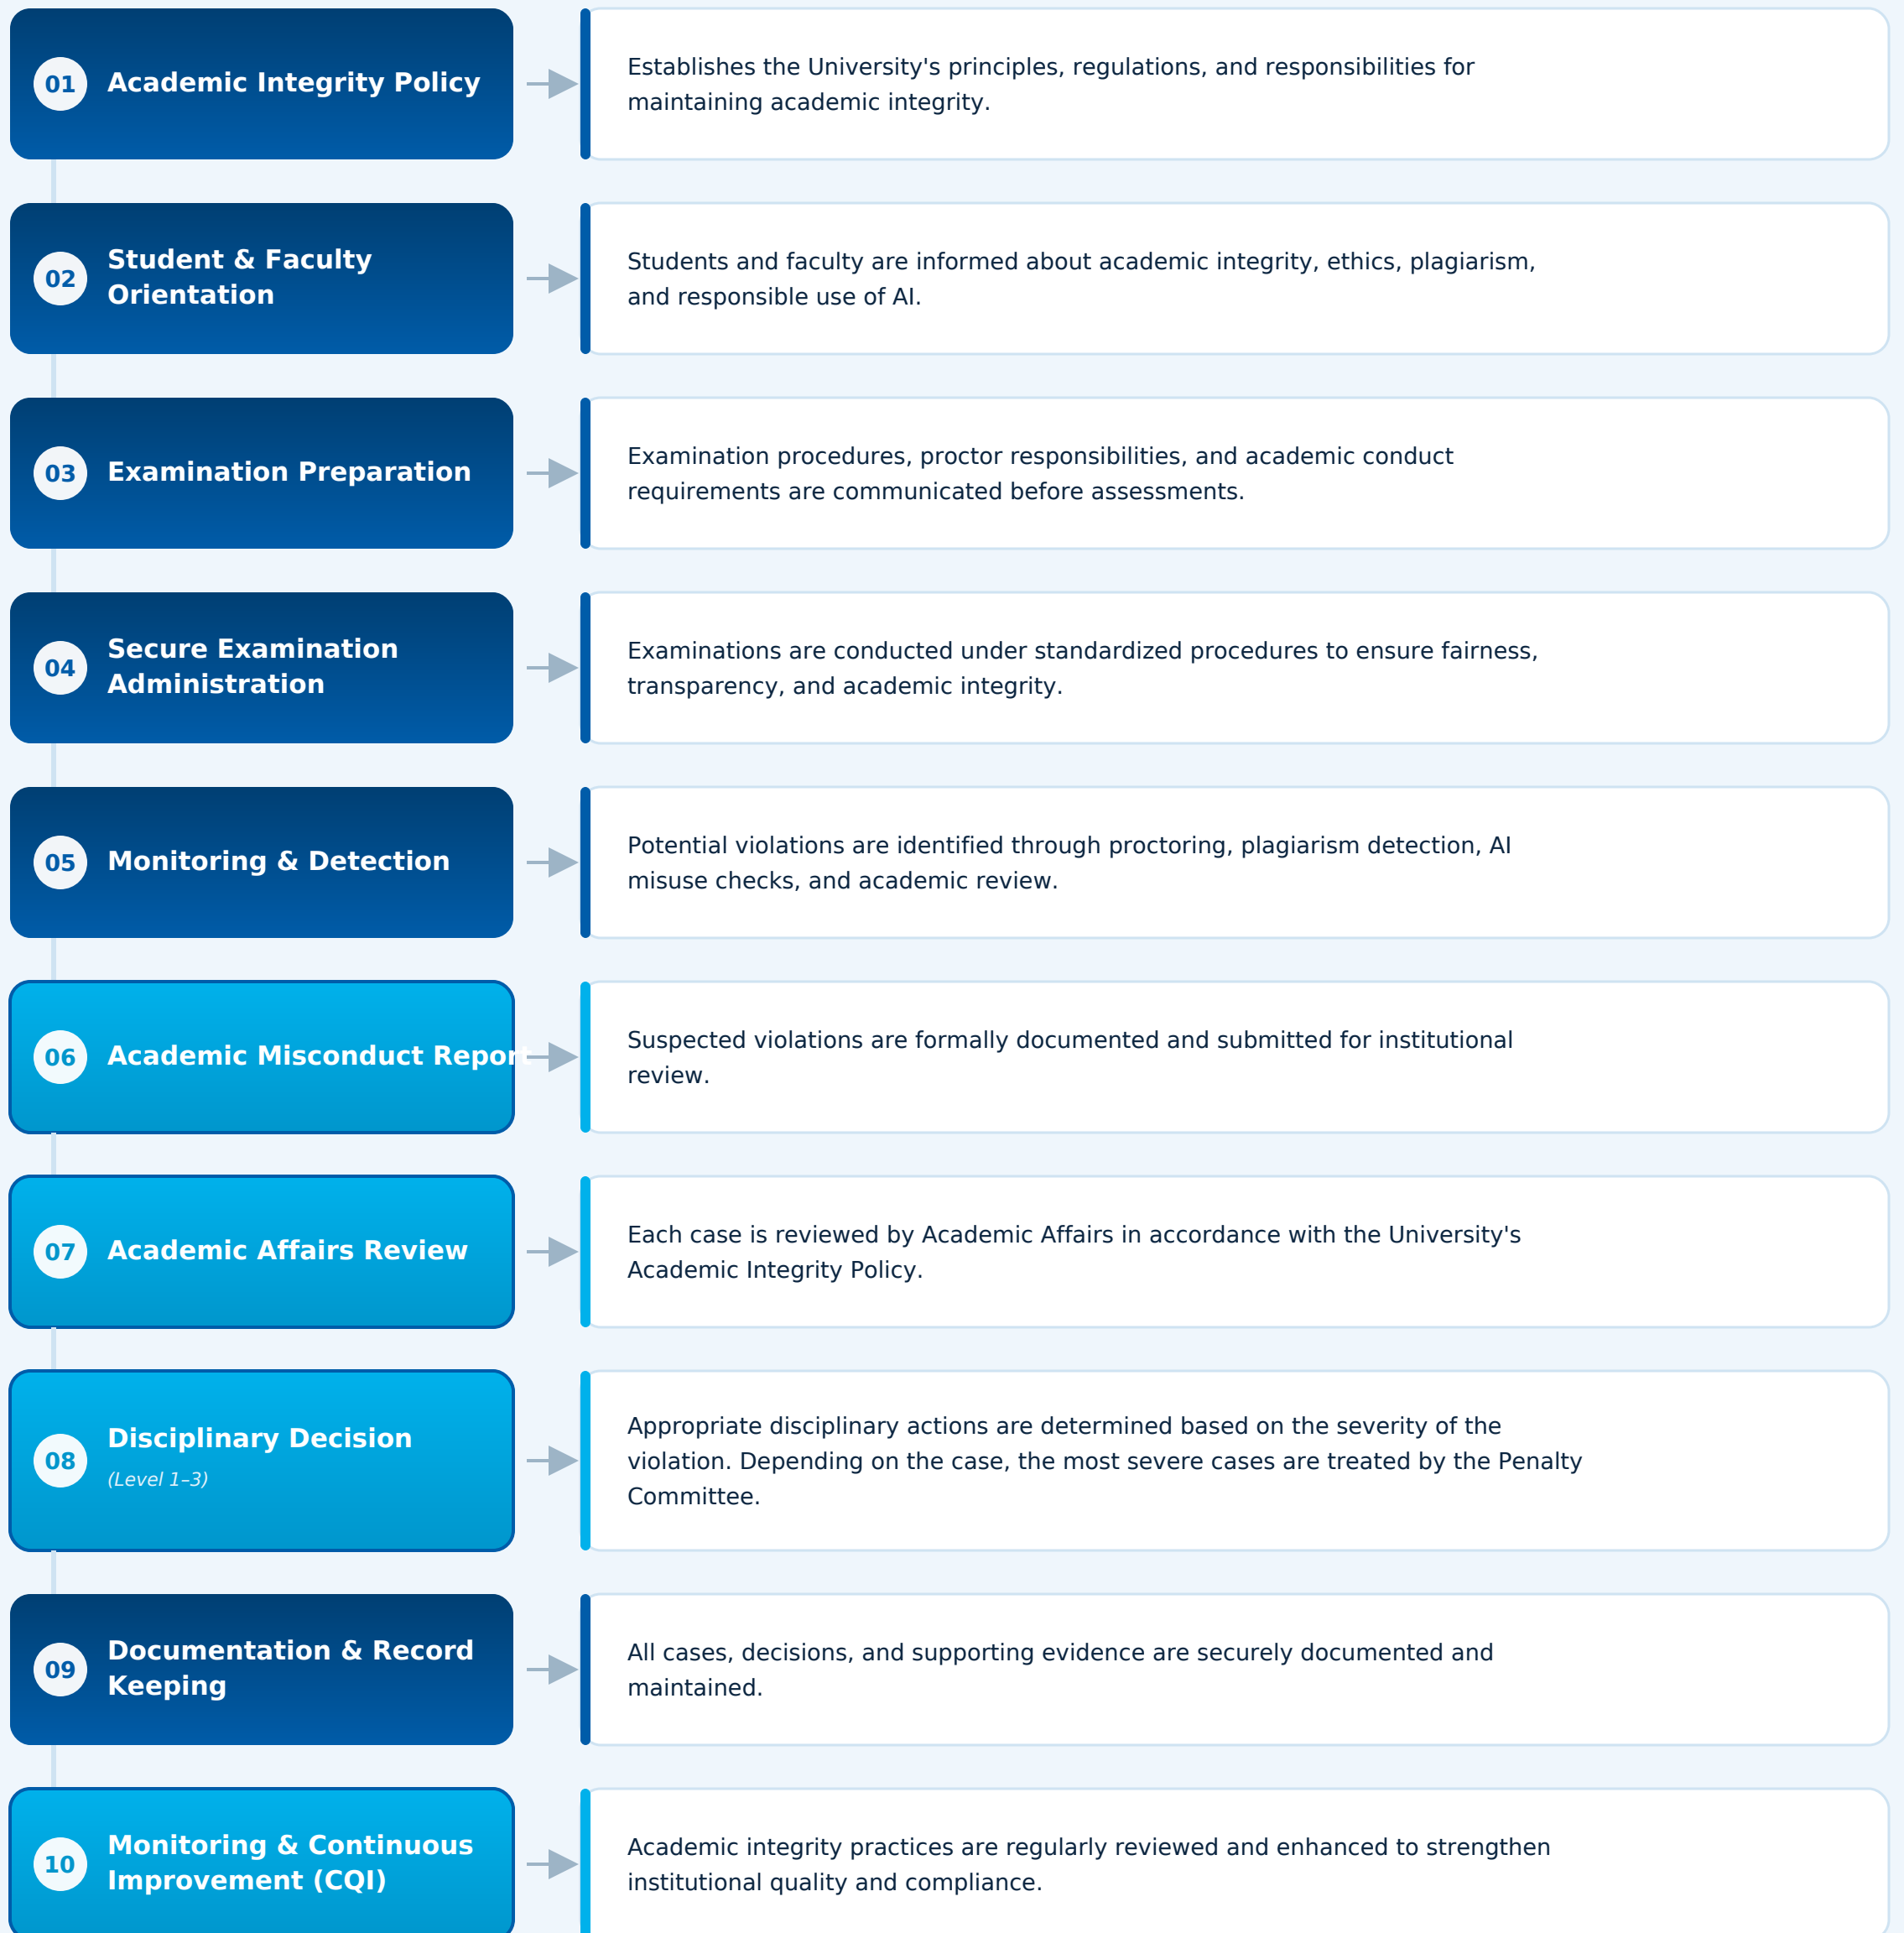 01
Academic Integrity Policy
Establishes the University's principles, regulations, and responsibilities for
maintaining academic integrity.
02
Student & Faculty
Orientation
Students and faculty are informed about academic integrity, ethics, plagiarism,
and responsible use of AI.
03
Examination Preparation
Examination procedures, proctor responsibilities, and academic conduct
requirements are communicated before assessments.
04
Secure Examination
Administration
Examinations are conducted under standardized procedures to ensure fairness,
transparency, and academic integrity.
05
Monitoring & Detection
Potential violations are identified through proctoring, plagiarism detection, AI
misuse checks, and academic review.
06
Academic Misconduct Report
Suspected violations are formally documented and submitted for institutional
review.
07
Academic Affairs Review
Each case is reviewed by Academic Affairs in accordance with the University's
Academic Integrity Policy.
08
Disciplinary Decision
(Level 1–3)
Appropriate disciplinary actions are determined based on the severity of the
violation. Depending on the case, the most severe cases are treated by the Penalty
Committee.
09
Documentation & Record
Keeping
All cases, decisions, and supporting evidence are securely documented and
maintained.
10
Monitoring & Continuous
Improvement (CQI)
Academic integrity practices are regularly reviewed and enhanced to strengthen
institutional quality and compliance.